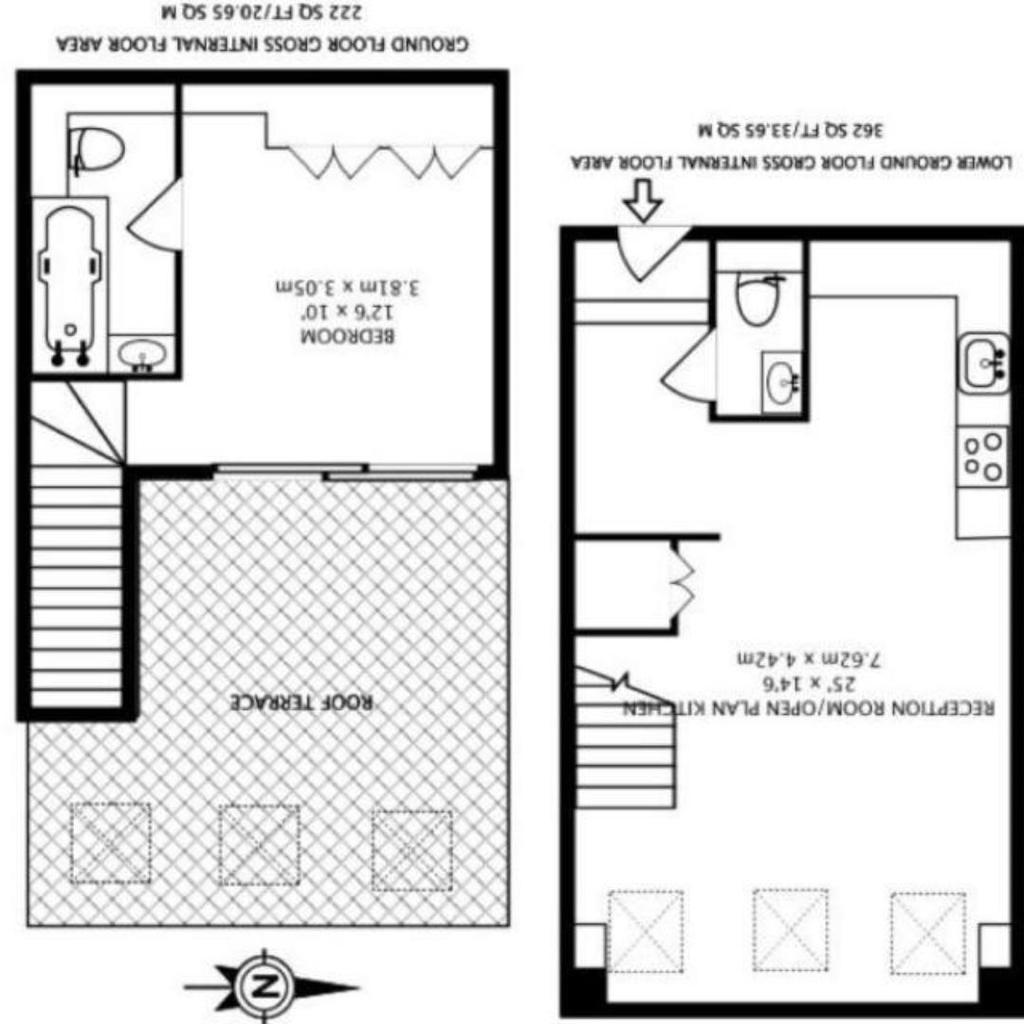 RECEPTION ROOM/OPEN PLAN KITCHEN
25' x 14'6
7.62m x 4.42m
LOWER GROUND FLOOR GROSS INTERNAL FLOOR AREA
362 SQ FT/33.65 SQ M
N
ROOF TERRACE
BEDROOM
12'6 x 10'
3.81m x 3.05m
GROUND FLOOR GROSS INTERNAL FLOOR AREA
222 SQ FT/20.65 SQ M